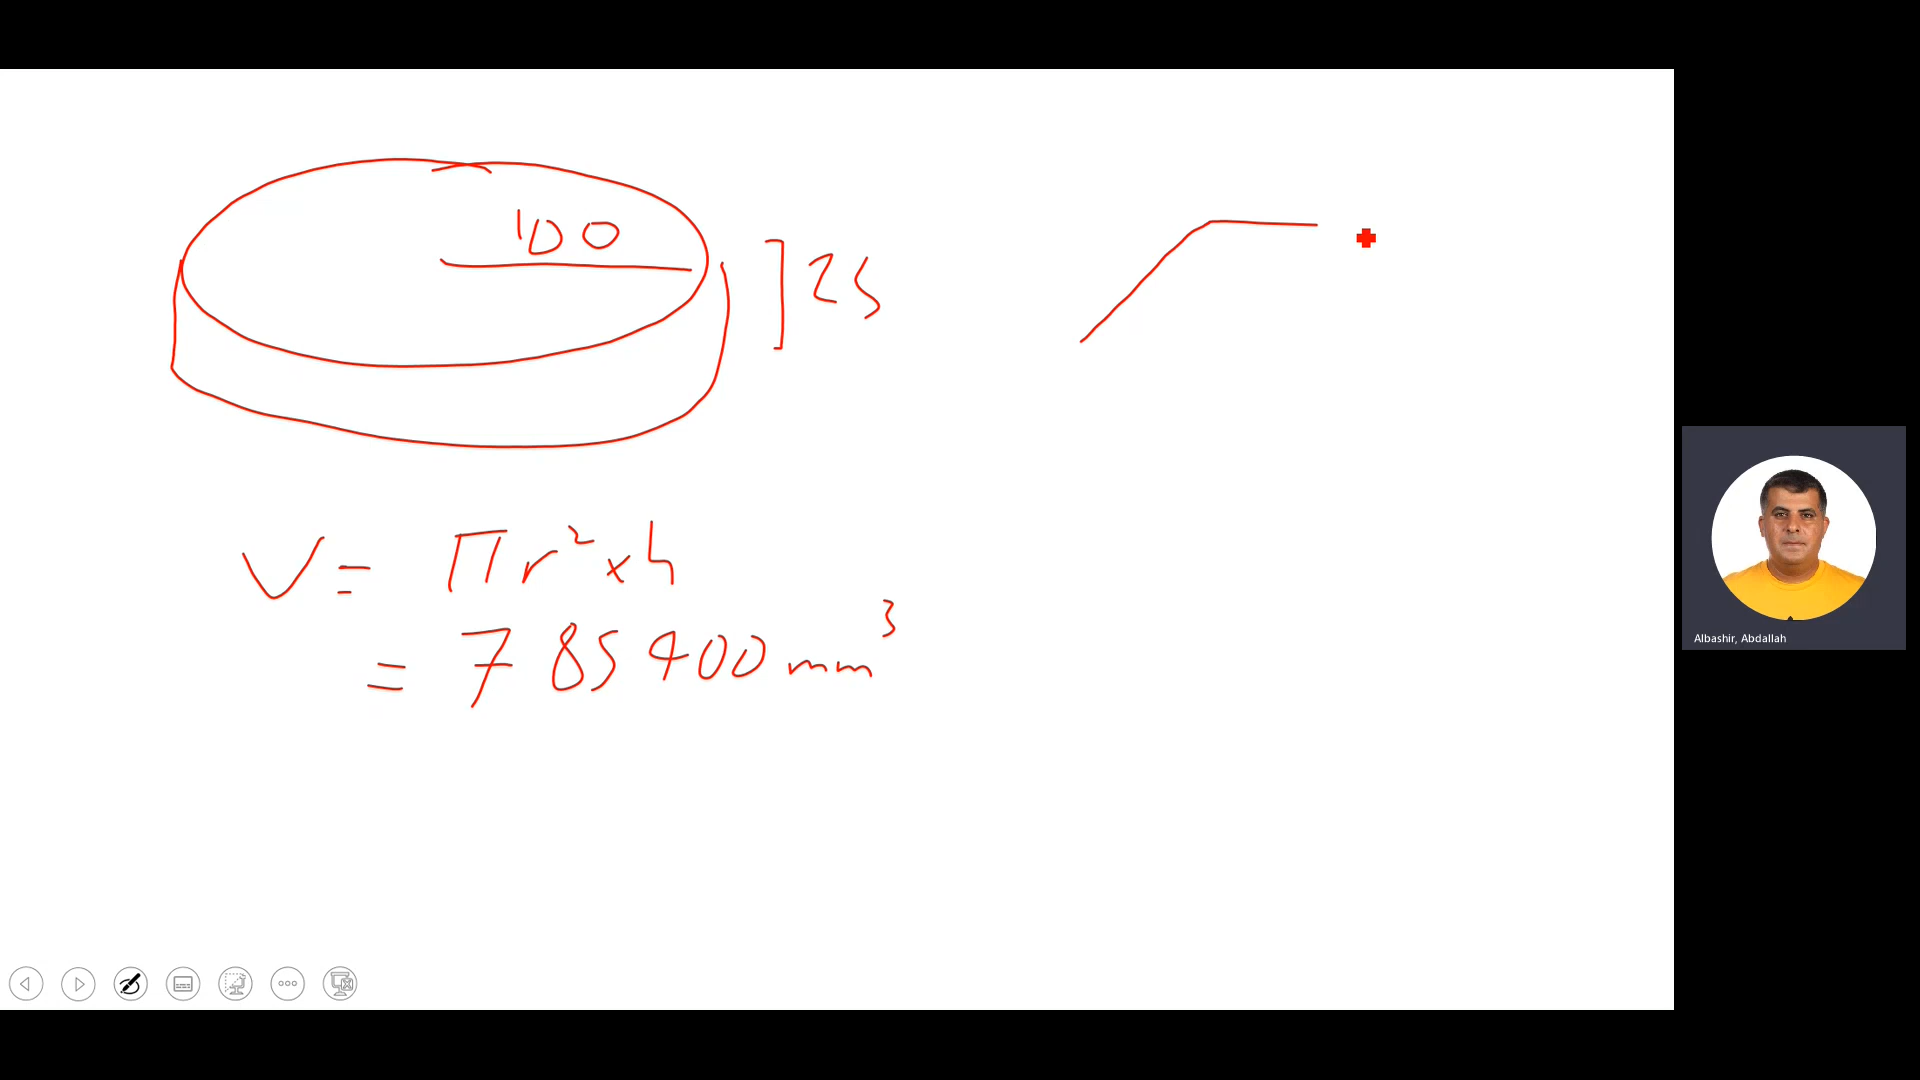 100
25
V = πr² × h
= 785400 mm³
Albashir, Abdallah